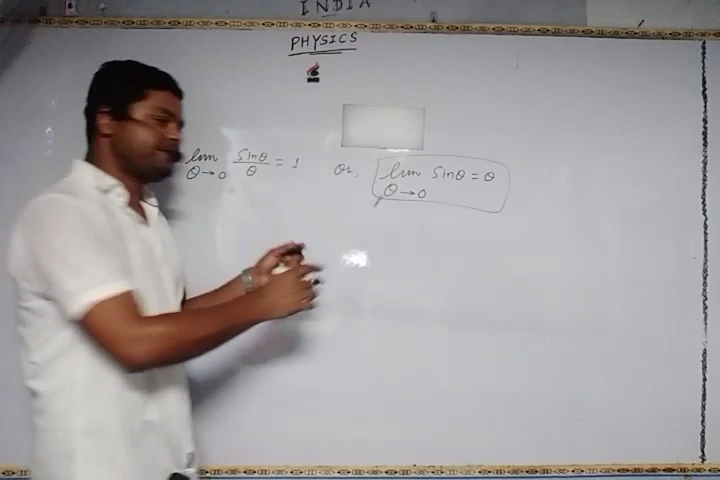 INDIA
PHYSICS
lim θ→0 Sinθ/θ = 1 Or, lim θ→0 Sinθ = θ